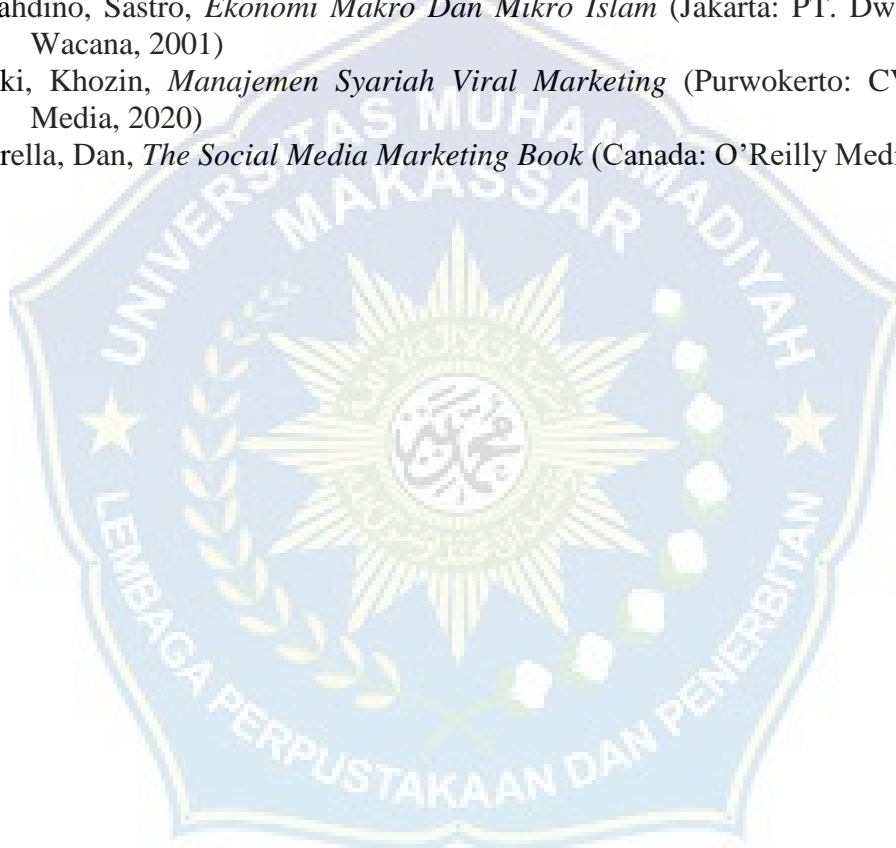 ahdino, Sastro, Ekonomi Makro Dan Mikro Islam (Jakarta: PT. Dw
Wacana, 2001)
ki, Khozin, Manajemen Syariah Viral Marketing (Purwokerto: CV
Media, 2020)
rella, Dan, The Social Media Marketing Book (Canada: O'Reilly Medi
UNIVERSITAS MUHAMMADIYAH
MAKASSAR
محمد
LEMBAGA PERPUSTAKAAN DAN PENERBITAN